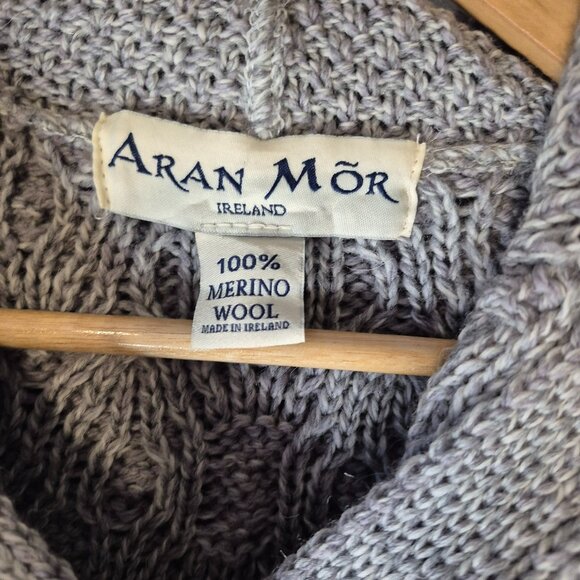 ARAN MÕR
IRELAND
100%
MERINO
WOOL
MADE IN IRELAND